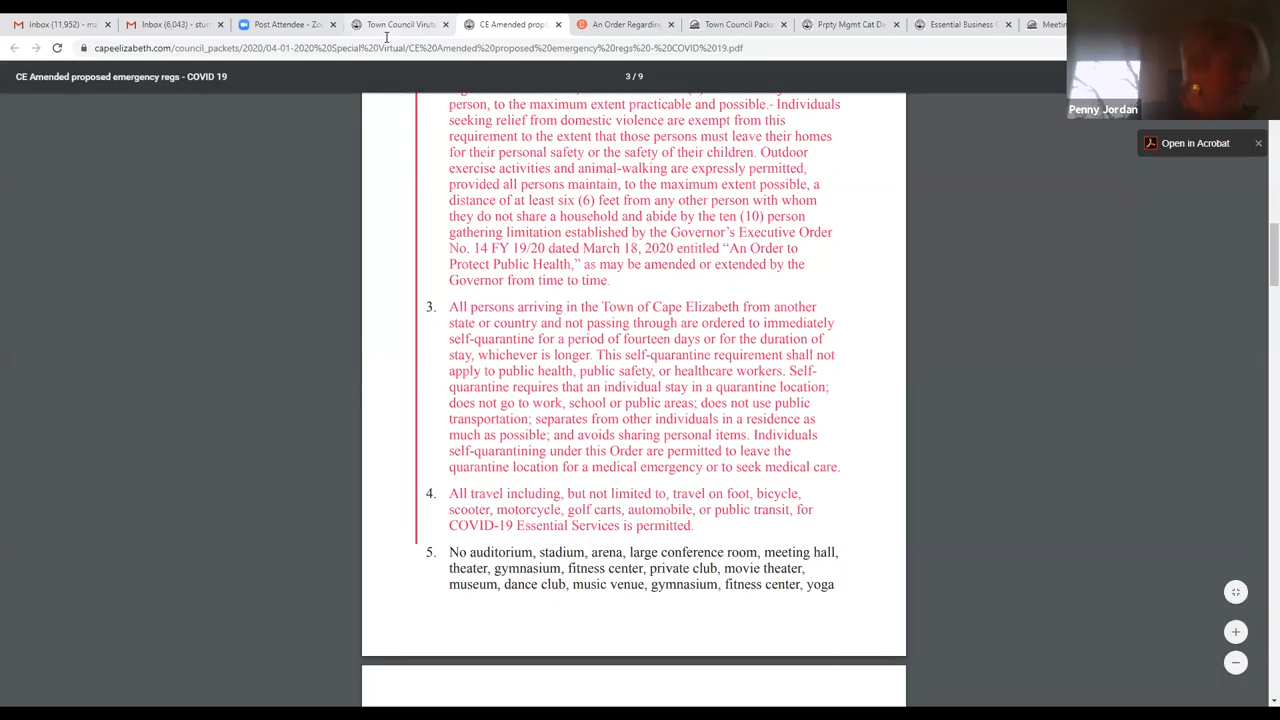 inbox (11,952) - m
Inbox (6,043) - stur
Post Attendee - Zo
Town Council Virut
CE Amended prop
An Order Regarding
Town Council Pack
Prpty Mgmt Cat De
Essential Business
Meetin
capeelizabeth.com/council_packets/2020/04-01-2020%20Special%20Virtual/CE%20Amended%20proposed%20emergency%20regs%20-%20COVID%2019.pdf
CE Amended proposed emergency regs - COVID 19
3 / 9
Penny Jordan
Open in Acrobat
person, to the maximum extent practicable and possible.- Individuals
seeking relief from domestic violence are exempt from this
requirement to the extent that those persons must leave their homes
for their personal safety or the safety of their children. Outdoor
exercise activities and animal-walking are expressly permitted,
provided all persons maintain, to the maximum extent possible, a
distance of at least six (6) feet from any other person with whom
they do not share a household and abide by the ten (10) person
gathering limitation established by the Governor's Executive Order
No. 14 FY 19/20 dated March 18, 2020 entitled "An Order to
Protect Public Health," as may be amended or extended by the
Governor from time to time.
3. All persons arriving in the Town of Cape Elizabeth from another
state or country and not passing through are ordered to immediately
self-quarantine for a period of fourteen days or for the duration of
stay, whichever is longer. This self-quarantine requirement shall not
apply to public health, public safety, or healthcare workers. Self-
quarantine requires that an individual stay in a quarantine location;
does not go to work, school or public areas; does not use public
transportation; separates from other individuals in a residence as
much as possible; and avoids sharing personal items. Individuals
self-quarantining under this Order are permitted to leave the
quarantine location for a medical emergency or to seek medical care.
4. All travel including, but not limited to, travel on foot, bicycle,
scooter, motorcycle, golf carts, automobile, or public transit, for
COVID-19 Essential Services is permitted.
5. No auditorium, stadium, arena, large conference room, meeting hall,
theater, gymnasium, fitness center, private club, movie theater,
museum, dance club, music venue, gymnasium, fitness center, yoga